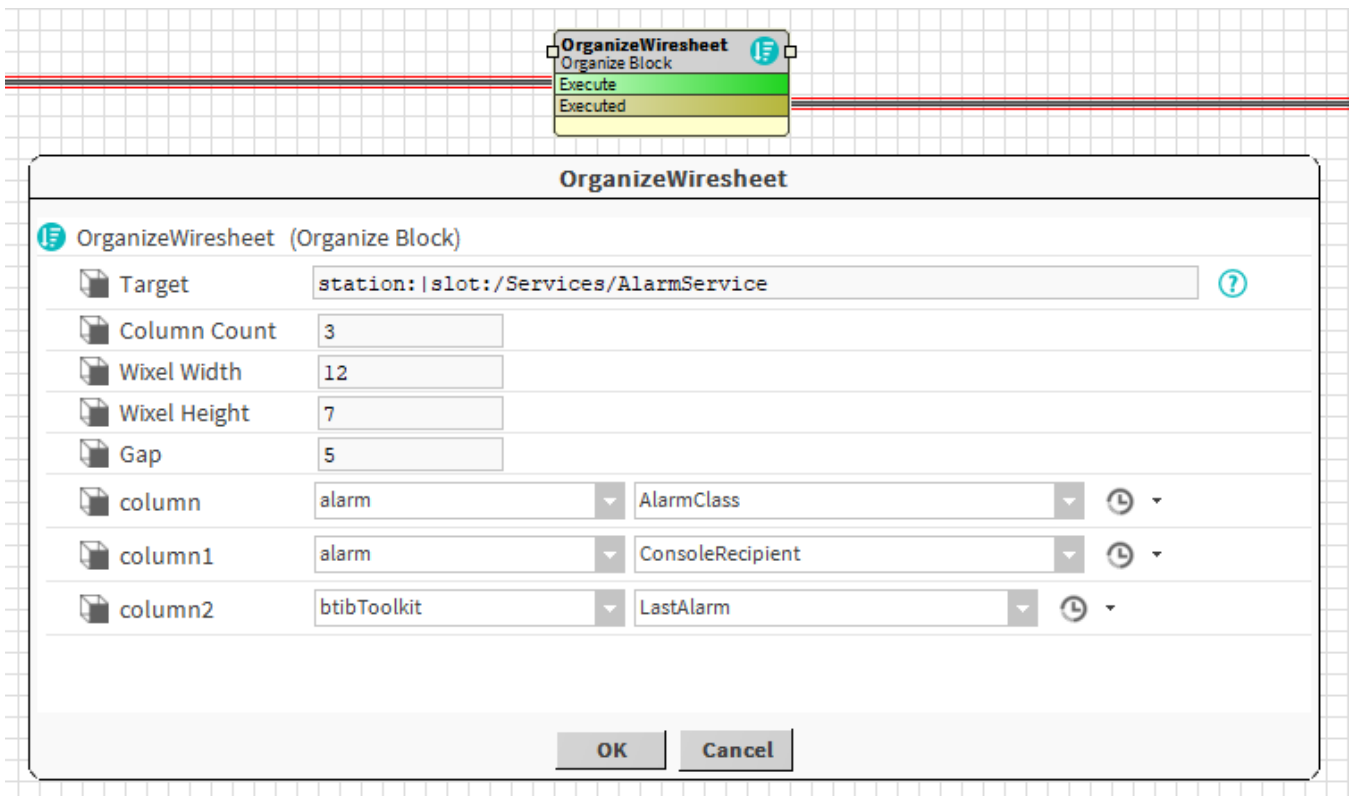 OrganizeWiresheet
Organize Block
Execute
Executed
OrganizeWiresheet
OrganizeWiresheet (Organize Block)
Target station:|slot:/Services/AlarmService ?
Column Count 3
Wixel Width 12
Wixel Height 7
Gap 5
column alarm AlarmClass
column1 alarm ConsoleRecipient
column2 btibToolkit LastAlarm
OK Cancel